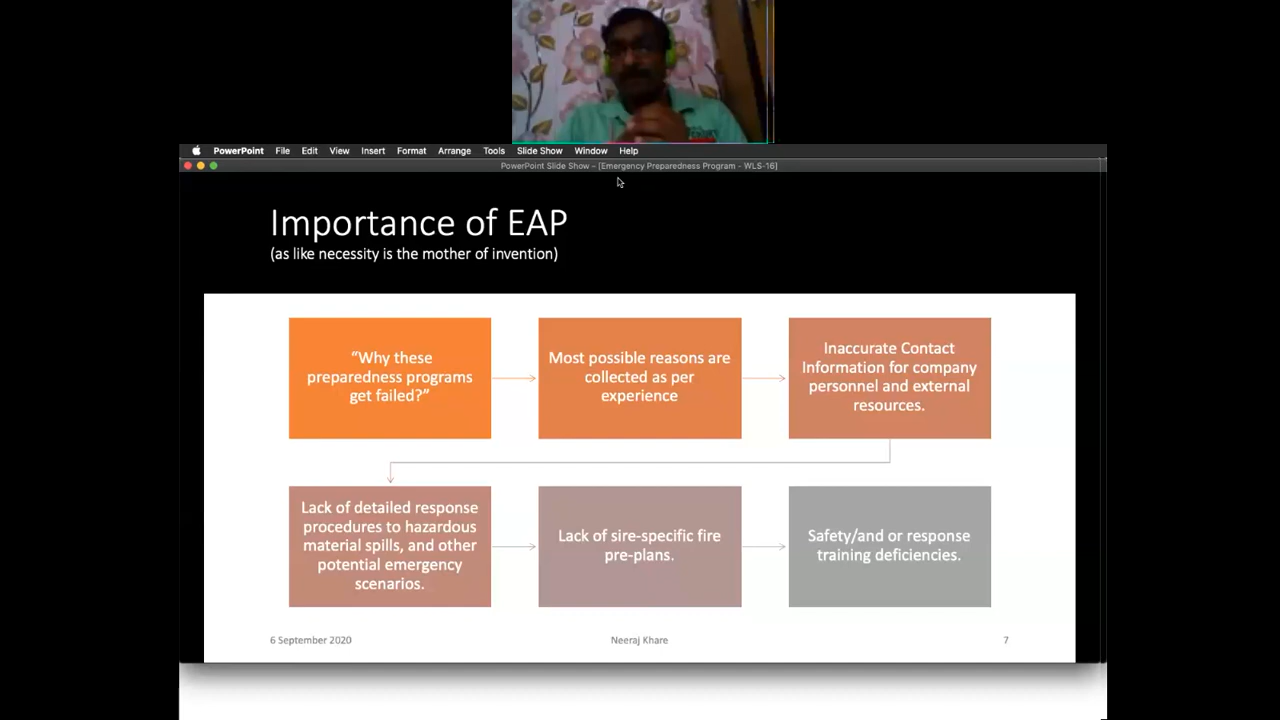 PowerPoint File Edit View Insert Format Arrange Tools Slide Show Window Help
PowerPoint Slide Show – [Emergency Preparedness Program - WLS-16]
Importance of EAP
(as like necessity is the mother of invention)
“Why these
preparedness programs
get failed?”
Most possible reasons are
collected as per
experience
Inaccurate Contact
Information for company
personnel and external
resources.
Lack of detailed response
procedures to hazardous
material spills, and other
potential emergency
scenarios.
Lack of sire-specific fire
pre-plans.
Safety/and or response
training deficiencies.
6 September 2020
Neeraj Khare
7